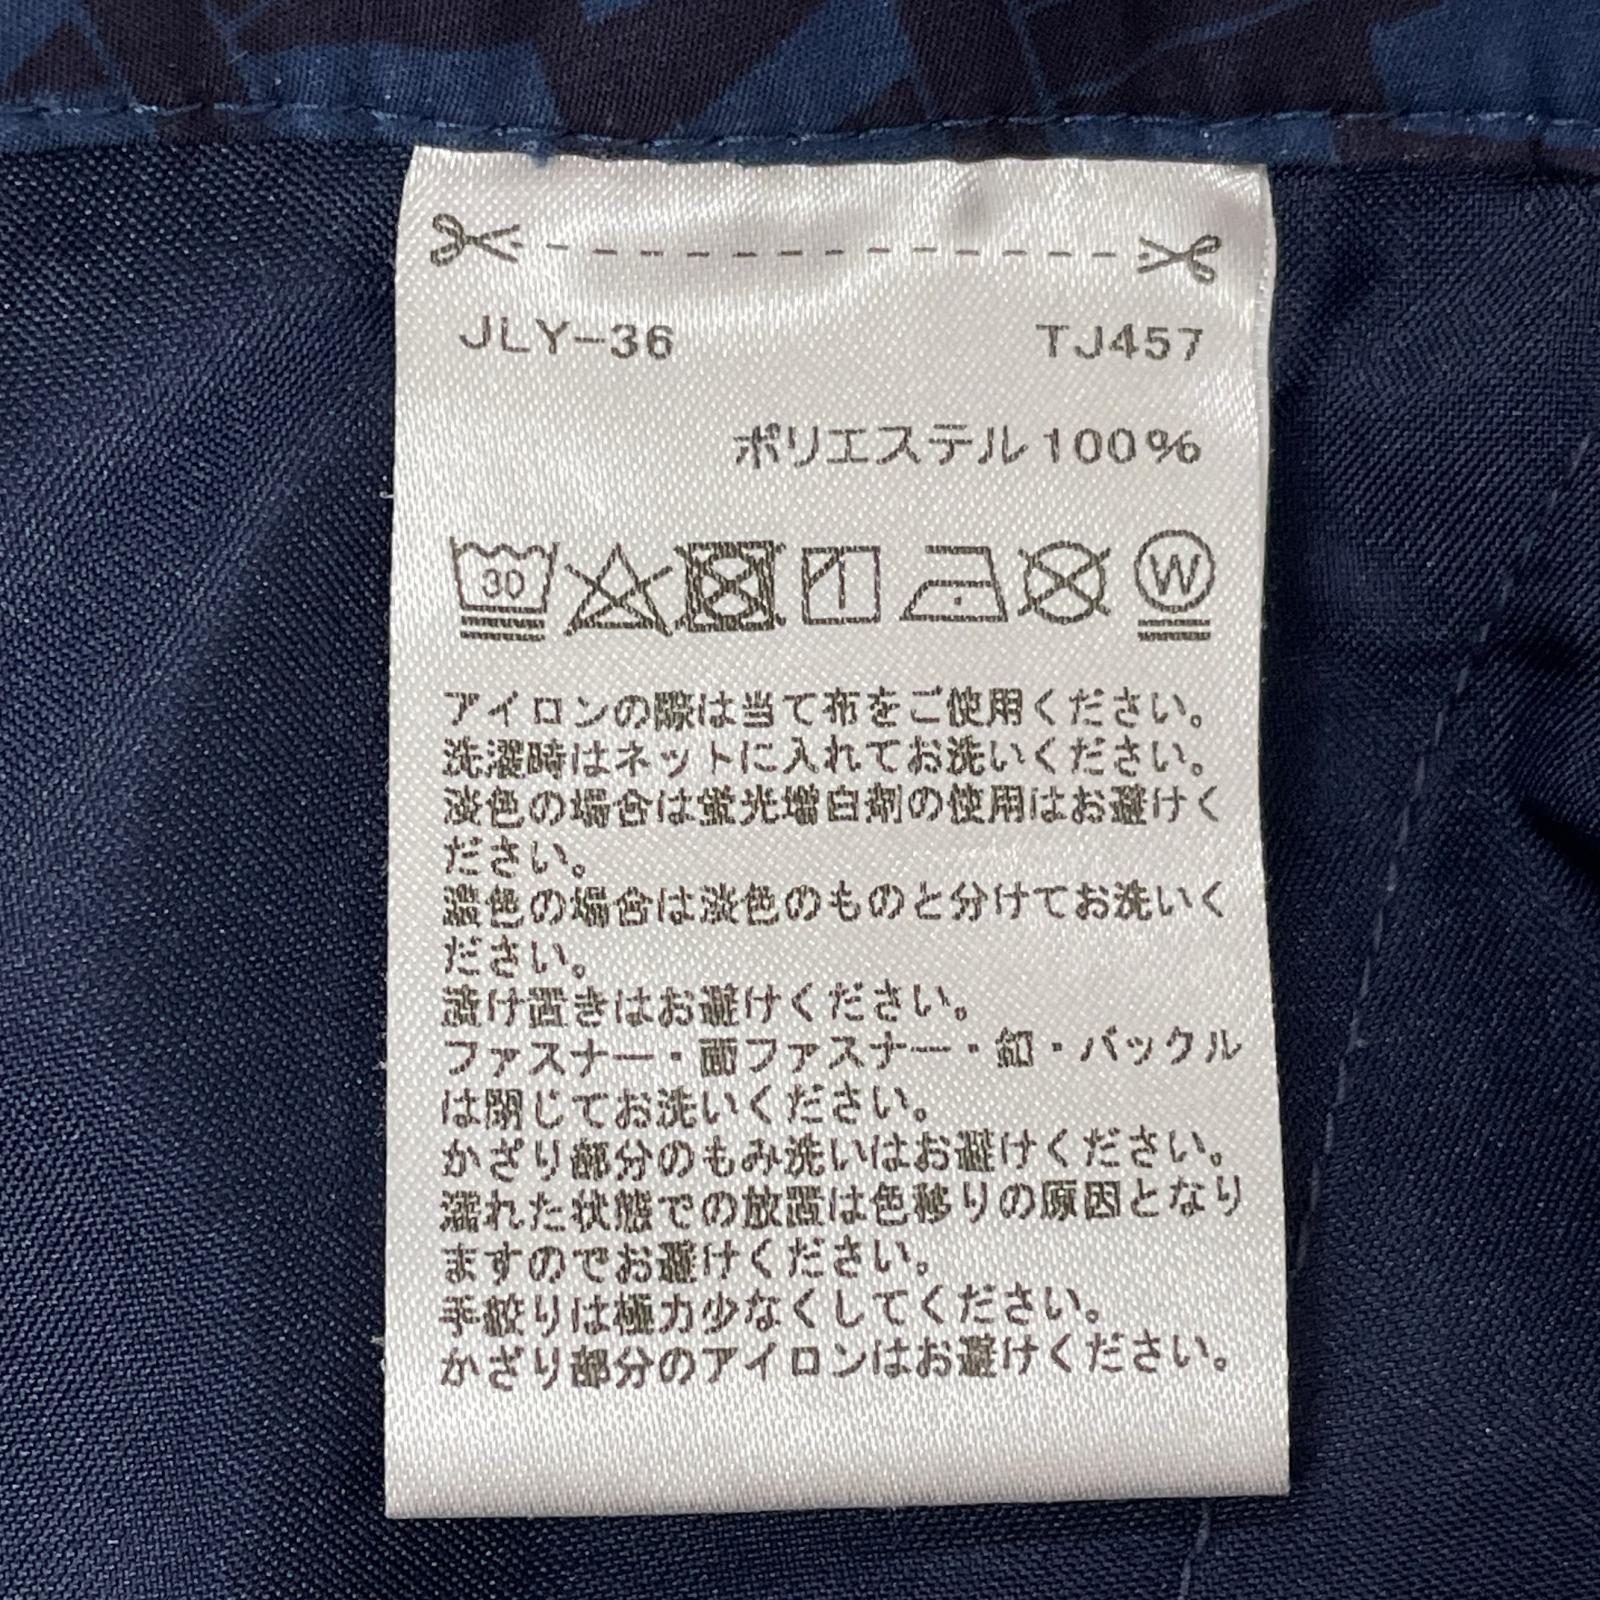 JLY-36 TJ457
ポリエステル100%
30 W
アイロンの際は当て布をご使用ください。
洗濯時はネットに入れてお洗いください。
淡色の場合は蛍光増白剤の使用はお避けく
ださい。
濃色の場合は淡色のものと分けてお洗いく
ださい。
漬け置きはお避けください。
ファスナー・面ファスナー・釦・バックル
は閉じてお洗いください。
かざり部分のもみ洗いはお避けください。
濡れた状態での放置は色移りの原因となり
ますのでお避けください。
手絞りは極力少なくしてください。
かざり部分のアイロンはお避けください。